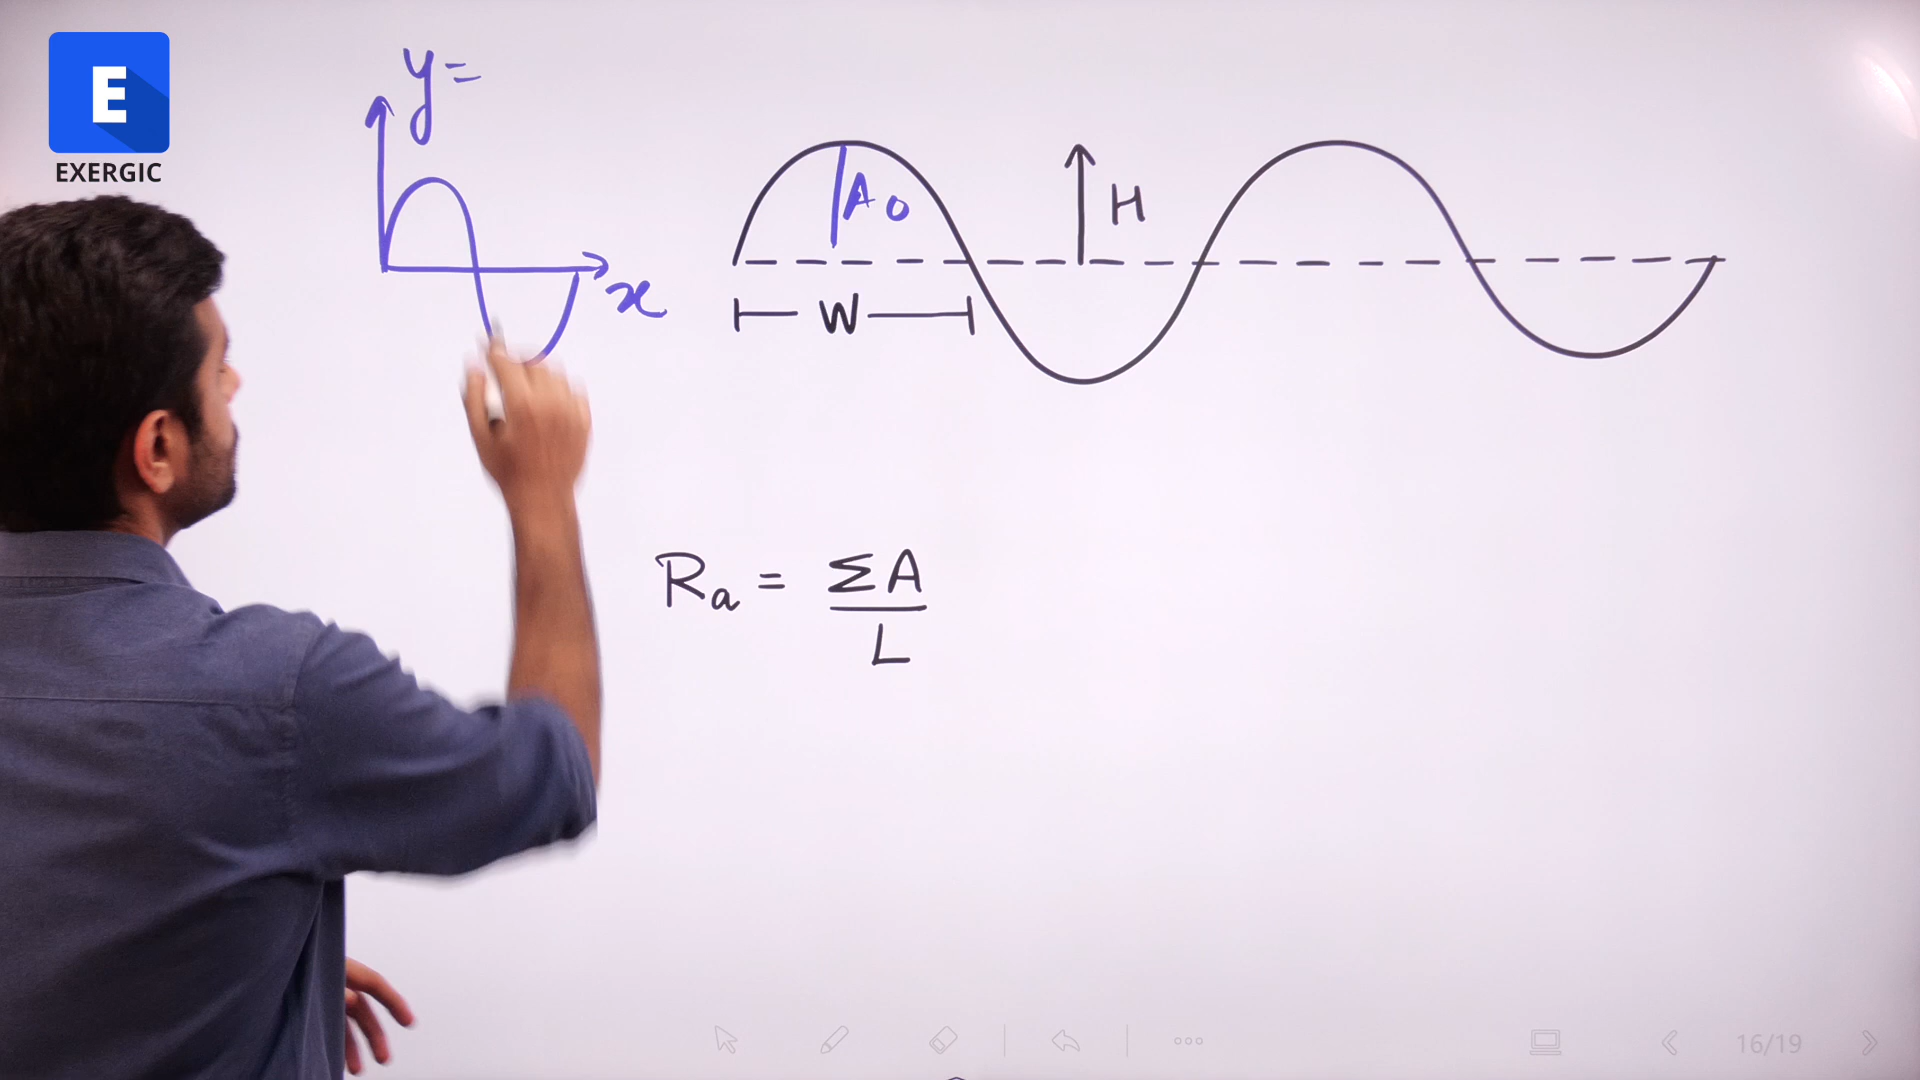 E
EXERGIC
y=
x
A₀
H
W
Rₐ = ΣA / L
16/19